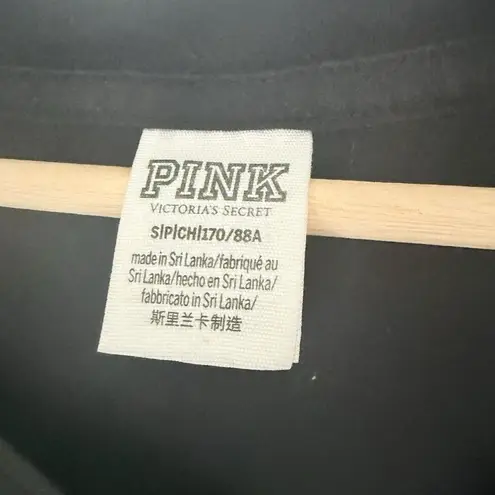 PINK
VICTORIA'S SECRET
S|P|CH|170/88A
made in Sri Lanka/fabriqué au
Sri Lanka/hecho en Sri Lanka/
fabbricato in Sri Lanka/
斯里兰卡制造